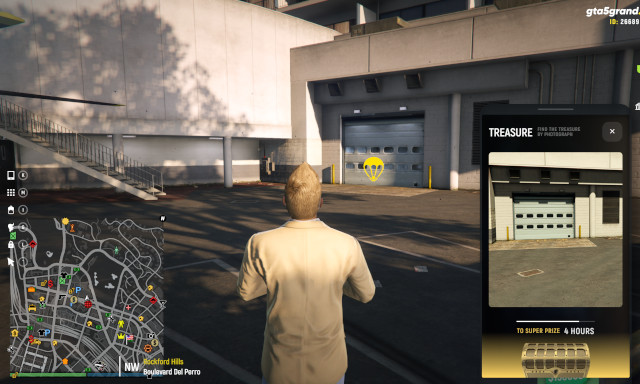 gta5grand.
ID: 26689
TREASURE
FIND THE TREASURE
BY PHOTOGRAPH
TO SUPER PRIZE 4 HOURS
N
NW
Rockford Hills
Boulevard Del Perro